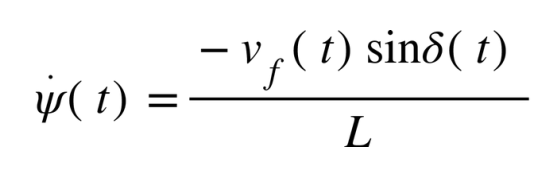 ψ̇(t) = −v_f(t) sinδ(t) / L